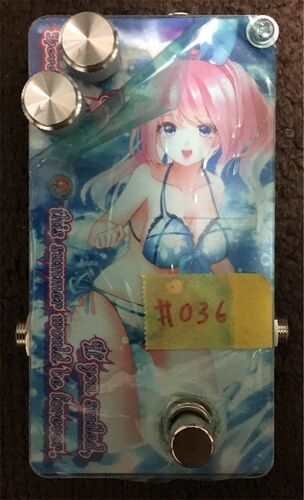 If you smiled,
this summer would be forever.
#036